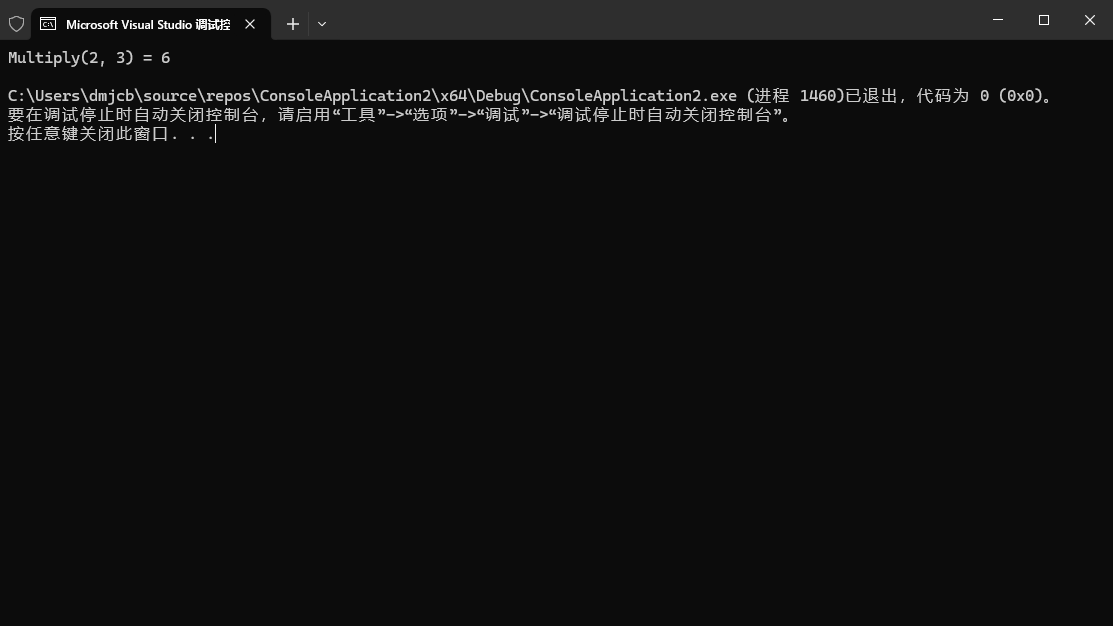 Microsoft Visual Studio 调试控
Multiply(2, 3) = 6
C:\Users\dmjcb\source\repos\ConsoleApplication2\x64\Debug\ConsoleApplication2.exe (进程 1460)已退出，代码为 0 (0x0)。
要在调试停止时自动关闭控制台，请启用“工具”->“选项”->“调试”->“调试停止时自动关闭控制台”。
按任意键关闭此窗口. . .